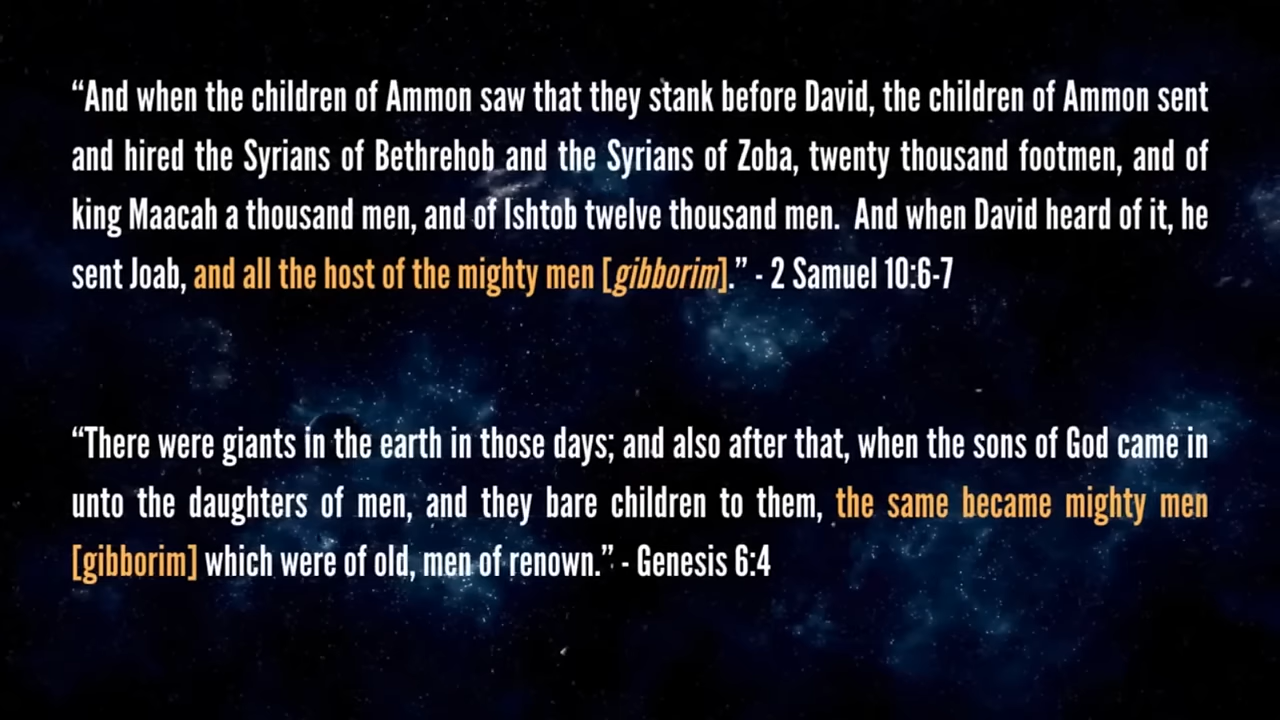 “And when the children of Ammon saw that they stank before David, the children of Ammon sent
and hired the Syrians of Bethrehob and the Syrians of Zoba, twenty thousand footmen, and of
king Maacah a thousand men, and of Ishtob twelve thousand men.  And when David heard of it, he
sent Joab, and all the host of the mighty men [gibborim].” - 2 Samuel 10:6-7
“There were giants in the earth in those days; and also after that, when the sons of God came in
unto the daughters of men, and they bare children to them, the same became mighty men
[gibborim] which were of old, men of renown.” - Genesis 6:4